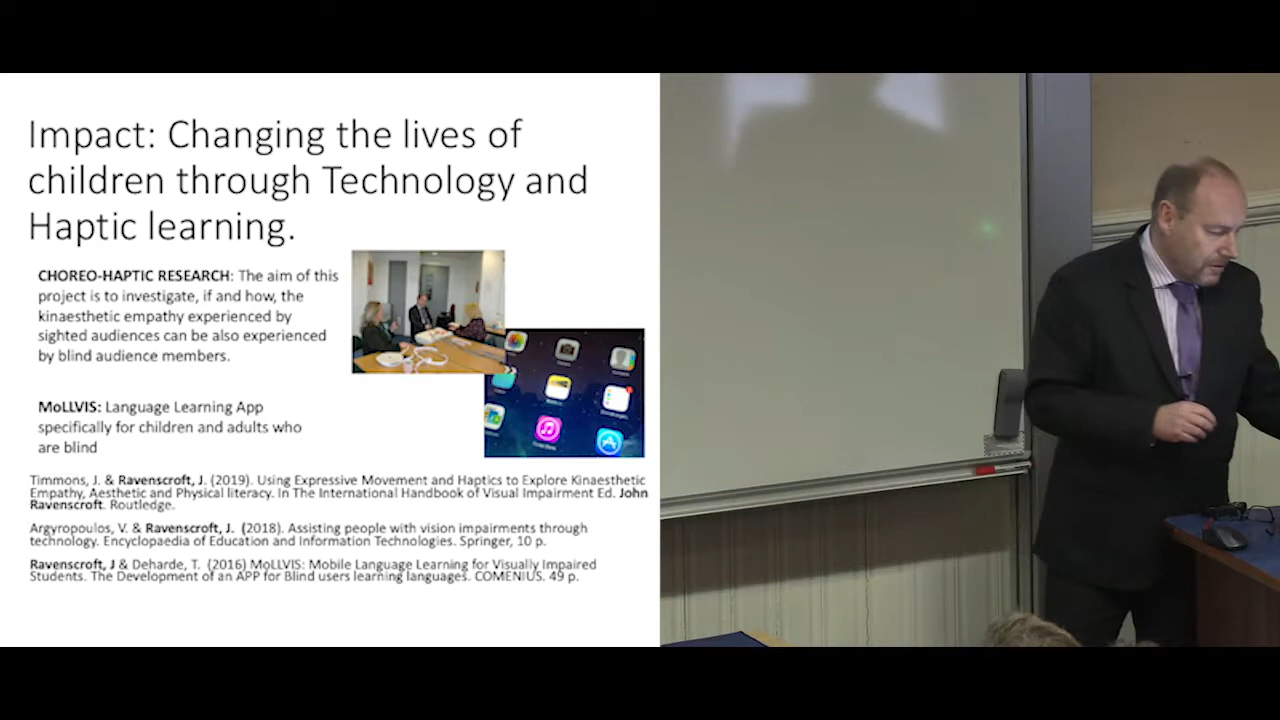 Impact: Changing the lives of
children through Technology and
Haptic learning.
CHOREO-HAPTIC RESEARCH: The aim of this
project is to investigate, if and how, the
kinaesthetic empathy experienced by
sighted audiences can be also experienced
by blind audience members.
MoLLVIS: Language Learning App
specifically for children and adults who
are blind
Timmons, J. & Ravenscroft, J. (2019). Using Expressive Movement and Haptics to Explore Kinaesthetic
Empathy, Aesthetic and Physical literacy. In The International Handbook of Visual Impairment Ed. John
Ravenscroft. Routledge.
Argyropoulos, V. & Ravenscroft, J. (2018). Assisting people with vision impairments through
technology. Encyclopaedia of Education and Information Technologies. Springer, 10 p.
Ravenscroft, J & Deharde, T. (2016) MoLLVIS: Mobile Language Learning for Visually Impaired
Students. The Development of an APP for Blind users learning languages. COMENIUS. 49 p.